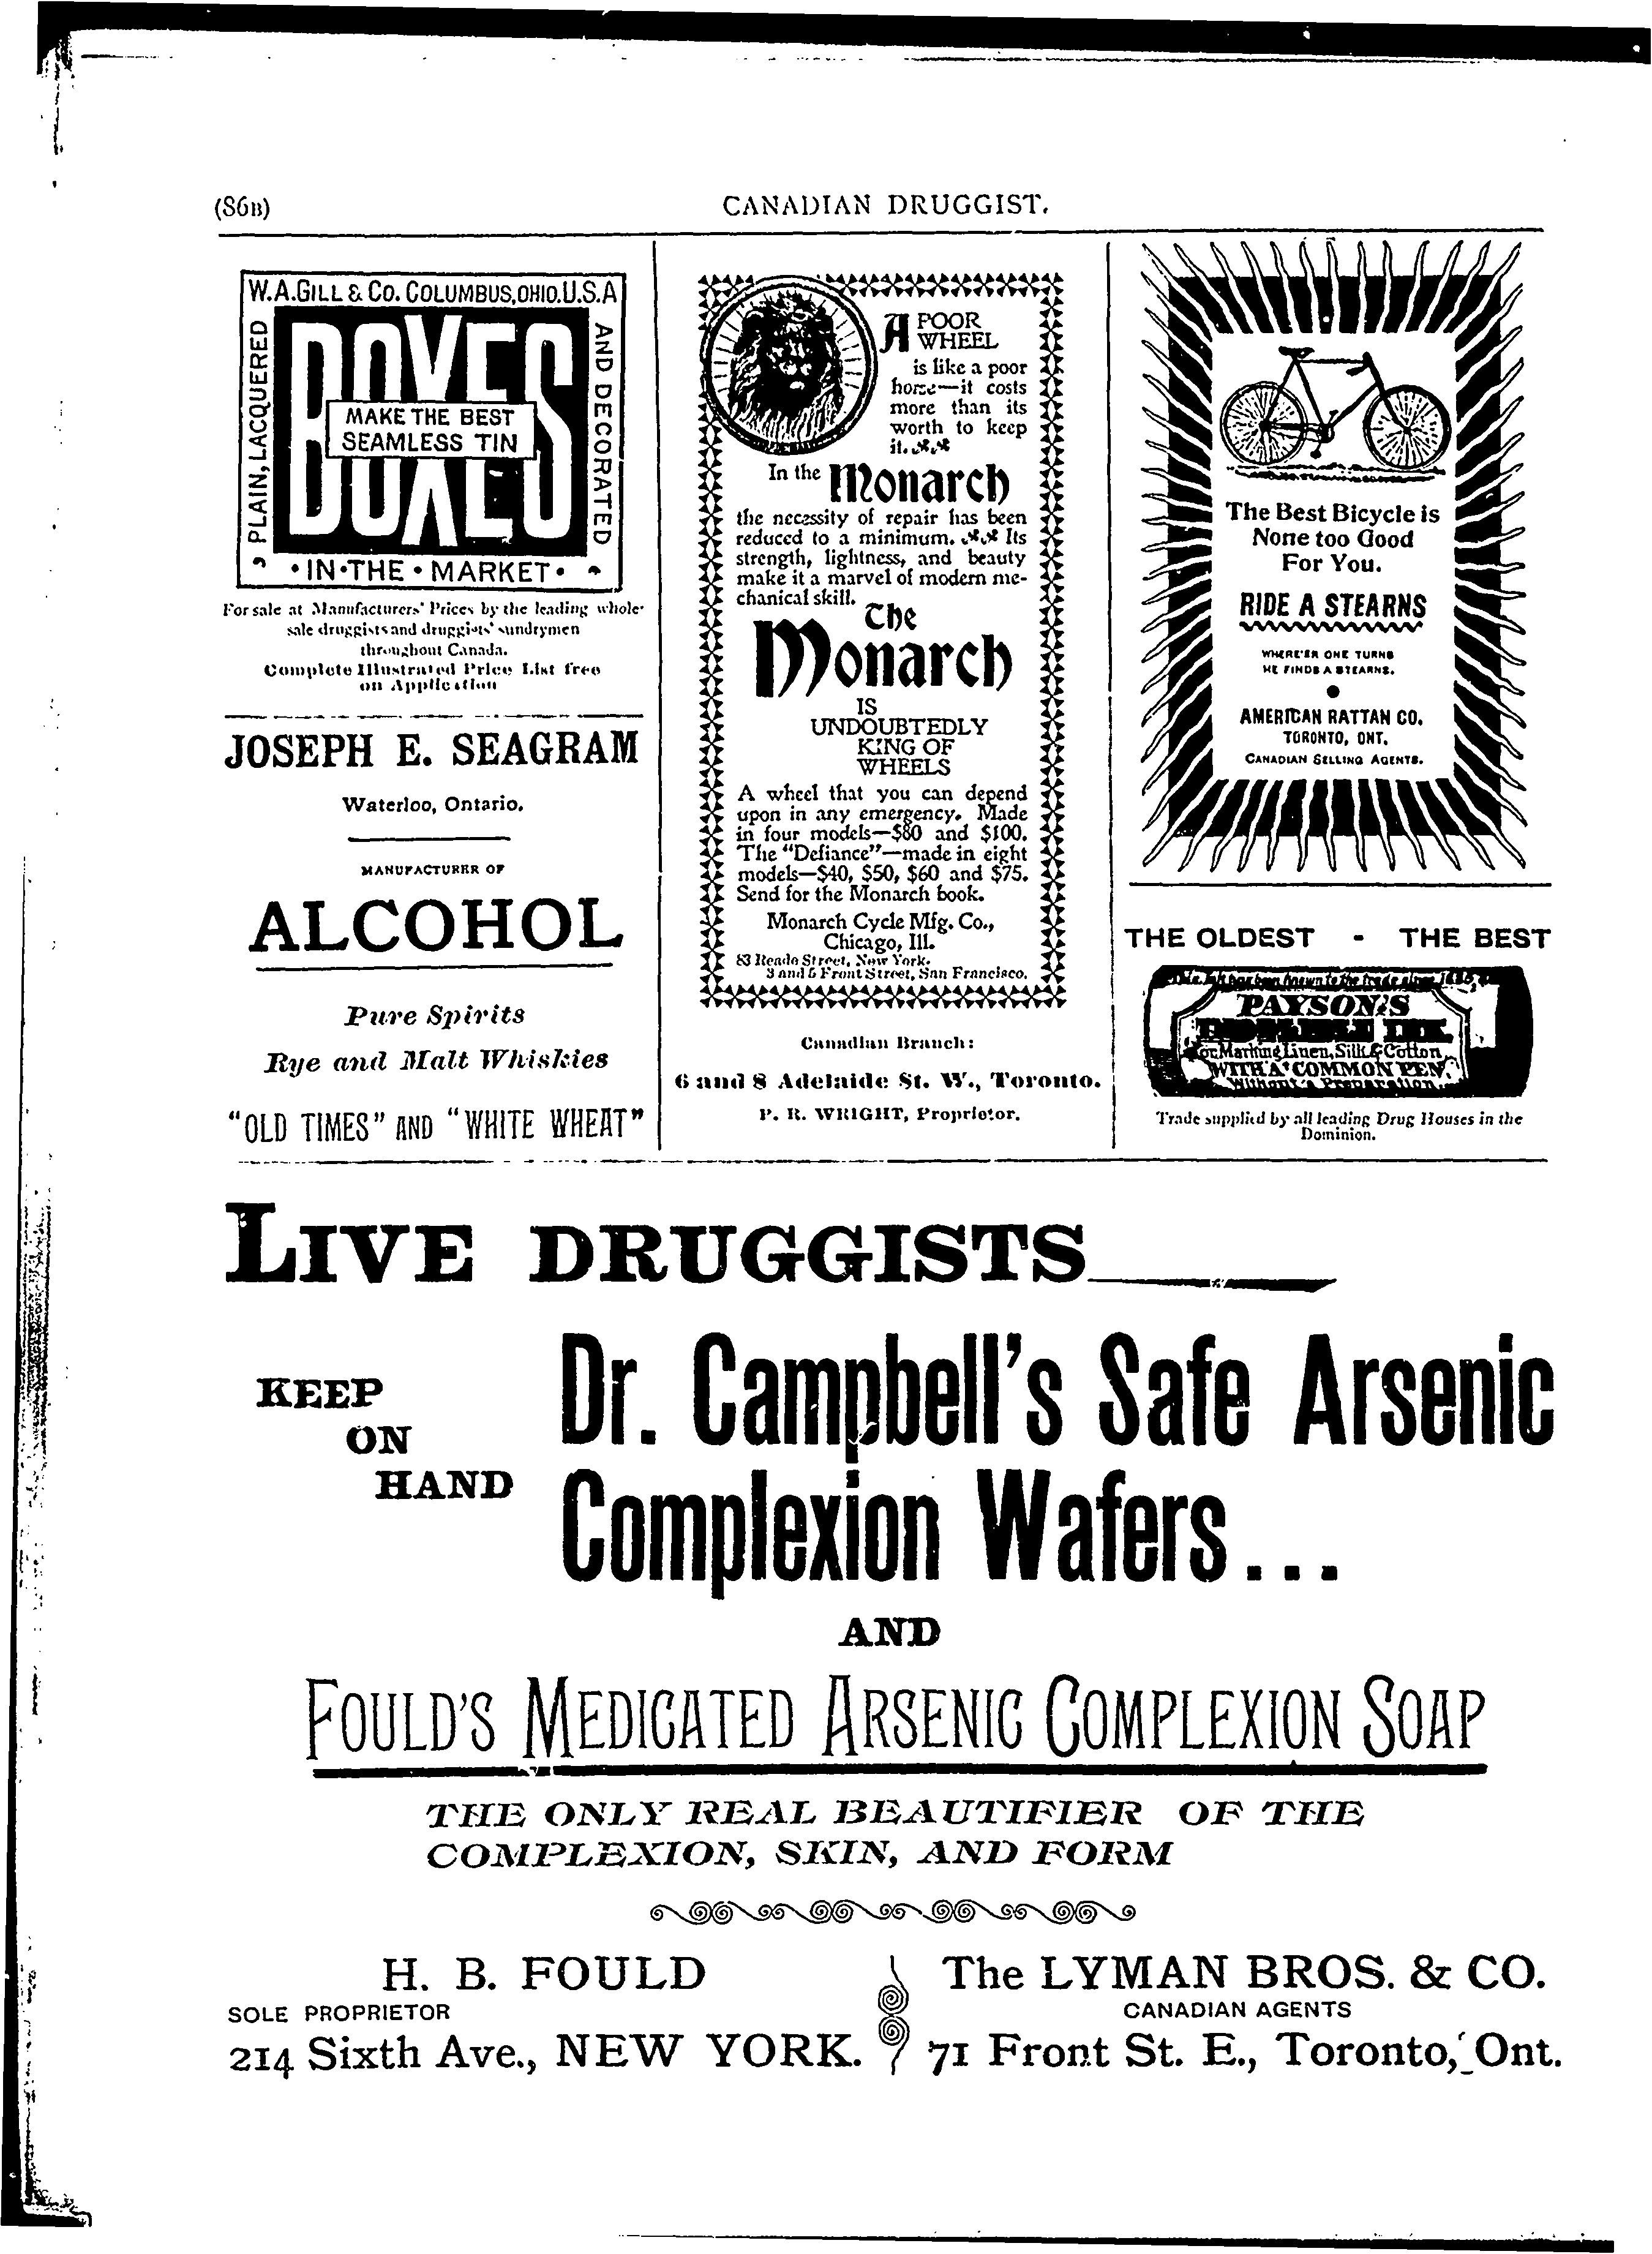 (86B)
CANADIAN DRUGGIST.
W.A.GILL & CO. COLUMBUS,OHIO.U.S.A
PLAIN, LACQUERED
AND DECORATED
BOXES
MAKE THE BEST
SEAMLESS TIN
IN·THE·MARKET·
For sale at Manufacturers' Prices by the leading whole-
sale druggists and druggists' sundrymen
throughout Canada.
Complete Illustrated Price List free
on Application
JOSEPH E. SEAGRAM
Waterloo, Ontario.
MANUFACTURER OF
ALCOHOL
Pure Spirits
Rye and Malt Whiskies
"OLD TIMES" AND "WHITE WHEAT"
A POOR
WHEEL
is like a poor
horse—it costs
more than its
worth to keep
it.
In the Monarch
the necessity of repair has been
reduced to a minimum. Its
strength, lightness, and beauty
make it a marvel of modern me-
chanical skill.
The
Monarch
IS
UNDOUBTEDLY
KING OF
WHEELS
A wheel that you can depend
upon in any emergency. Made
in four models—$80 and $100.
The "Defiance"—made in eight
models—$40, $50, $60 and $75.
Send for the Monarch book.
Monarch Cycle Mfg. Co.,
Chicago, Ill.
83 Reade Street, New York.
3 and 5 Front Street, San Francisco.
Canadian Branch:
6 and 8 Adelaide St. W., Toronto.
P. R. WRIGHT, Proprietor.
The Best Bicycle is
None too Good
For You.
RIDE A STEARNS
WHERE'ER ONE TURNS
HE FINDS A STEARNS.
AMERICAN RATTAN CO.
TORONTO, ONT.
CANADIAN SELLING AGENTS.
THE OLDEST - THE BEST
PAYSON'S
INDELIBLE INK.
For Marking Linen, Silk & Cotton
WITH A COMMON PEN,
Without a Preparation.
Trade supplied by all leading Drug Houses in the
Dominion.
LIVE DRUGGISTS
KEEP
ON
HAND
Dr. Campbell's Safe Arsenic
Complexion Wafers...
AND
FOULD'S MEDICATED ARSENIC COMPLEXION SOAP
THE ONLY REAL BEAUTIFIER OF THE
COMPLEXION, SKIN, AND FORM
H. B. FOULD
SOLE PROPRIETOR
214 Sixth Ave., NEW YORK.
The LYMAN BROS. & CO.
CANADIAN AGENTS
71 Front St. E., Toronto, Ont.